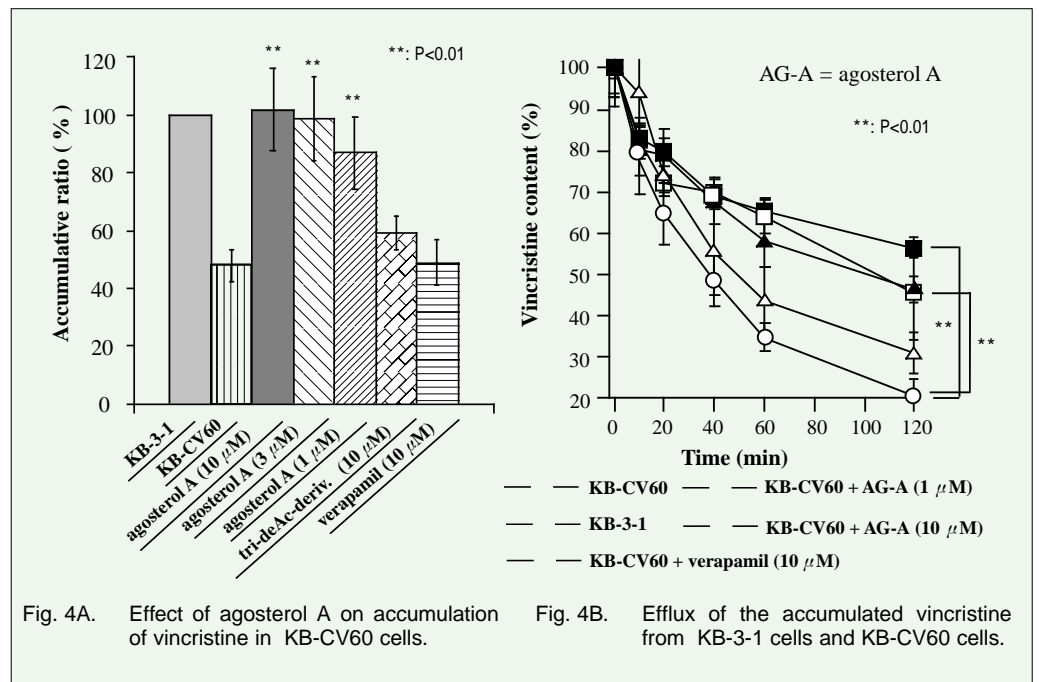 120
100
80
60
40
20
0
Accumulative ratio ( % )
**
**
**
**: P<0.01
KB-3-1
KB-CV60
agosterol A (10 μM)
agosterol A (3 μM)
agosterol A (1 μM)
tri-deAc-deriv. (10 μM)
verapamil (10 μM)
100
90
80
70
60
50
40
30
20
Vincristine content (%)
AG-A = agosterol A
**: P<0.01
**
**
0 20 40 60 80 100 120
Time (min)
KB-CV60 KB-CV60 + AG-A (1 μM)
KB-3-1 KB-CV60 + AG-A (10 μM)
KB-CV60 + verapamil (10 μM)
Fig. 4A. Effect of agosterol A on accumulation
of vincristine in KB-CV60 cells.
Fig. 4B. Efflux of the accumulated vincristine
from KB-3-1 cells and KB-CV60 cells.